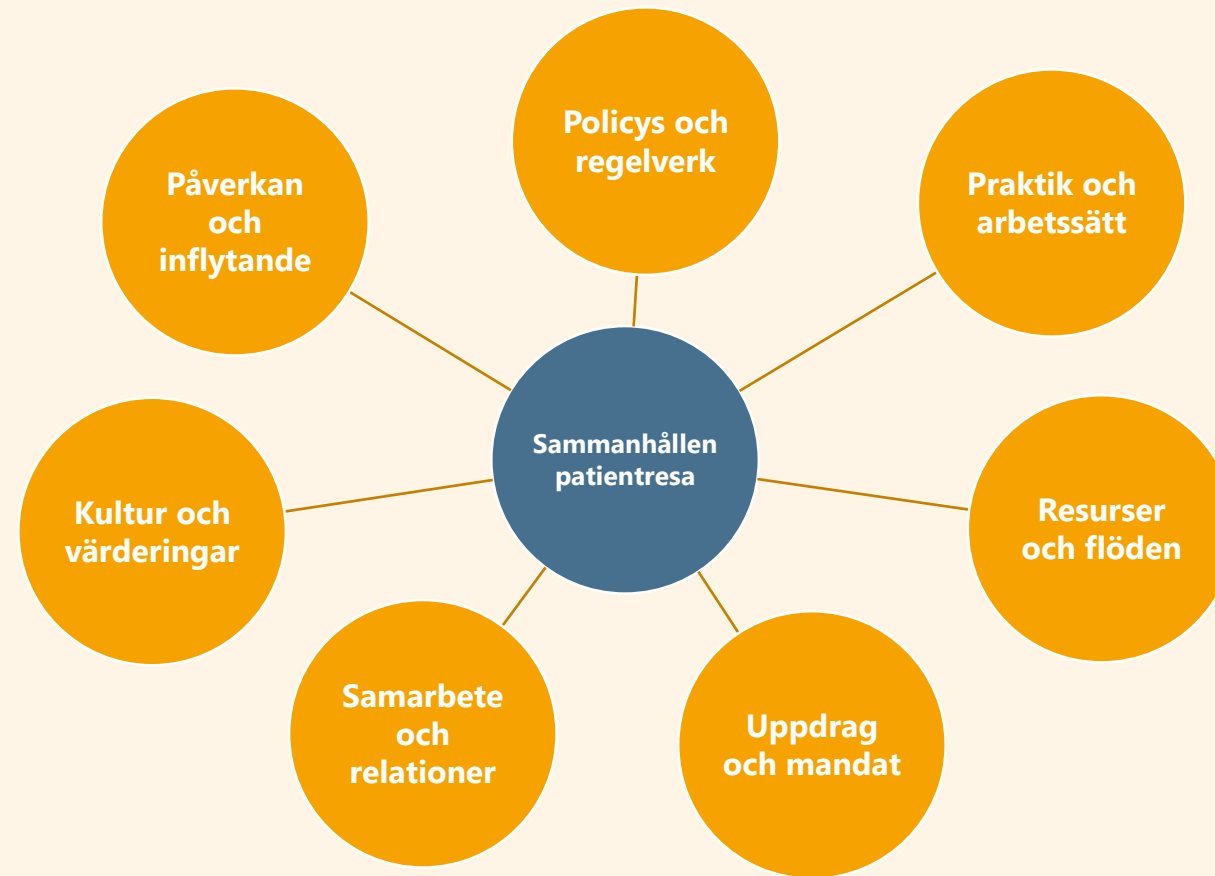 Policys och
regelverk
Praktik och
arbetssätt
Påverkan
och
inflytande
Sammanhållen
patientresa
Kultur och
värderingar
Resurser
och flöden
Samarbete
och
relationer
Uppdrag
och mandat